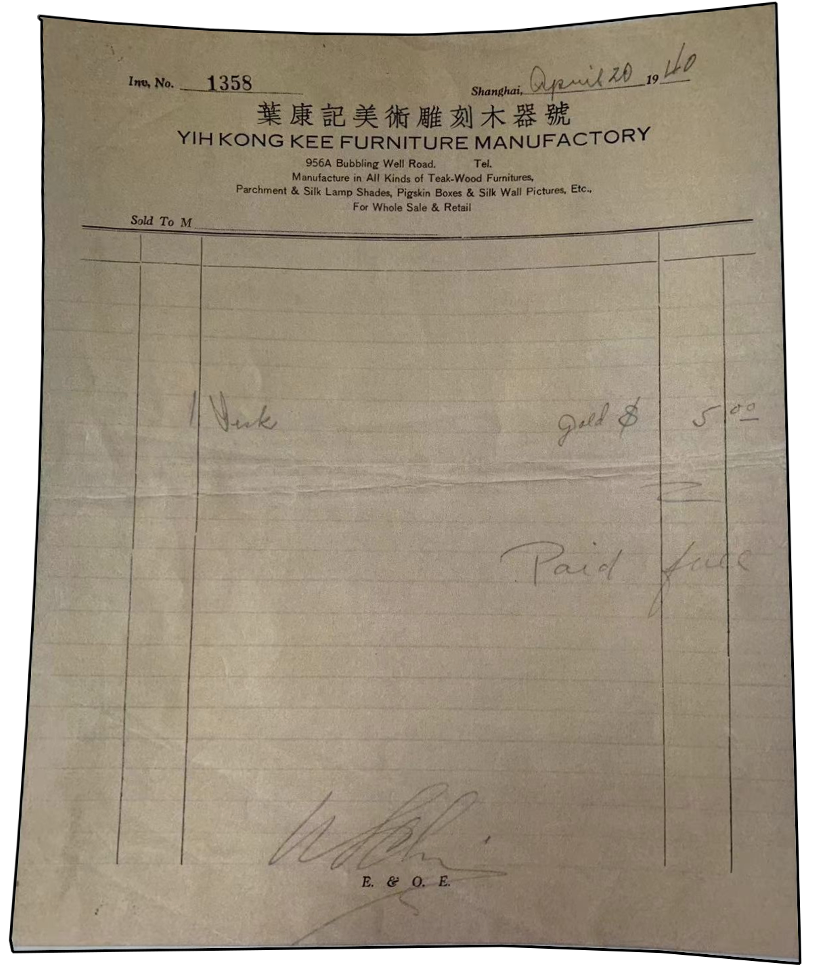 Inv. No. 1358
Shanghai, April 20 1940
葉康記美術雕刻木器號
YIH KONG KEE FURNITURE MANUFACTORY
956A Bubbling Well Road. Tel.
Manufacture in All Kinds of Teak-Wood Furnitures,
Parchment & Silk Lamp Shades, Pigskin Boxes & Silk Wall Pictures, Etc.,
For Whole Sale & Retail
Sold To M
1 Desk gold $ 5 00
Paid full
E. & O. E.